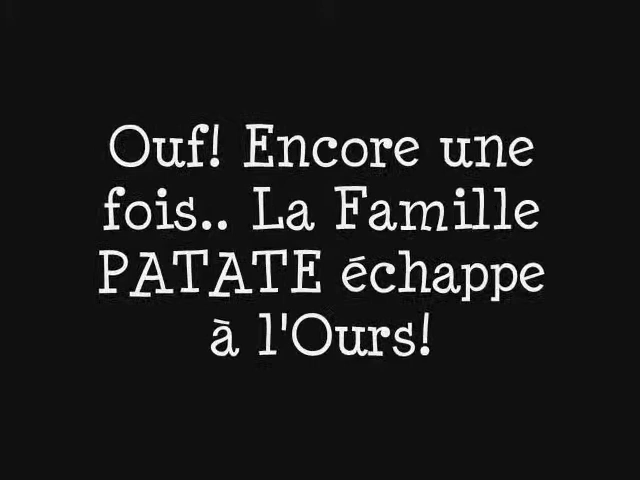 Ouf! Encore une
fois.. La Famille
PATATE échappe
à l'Ours!